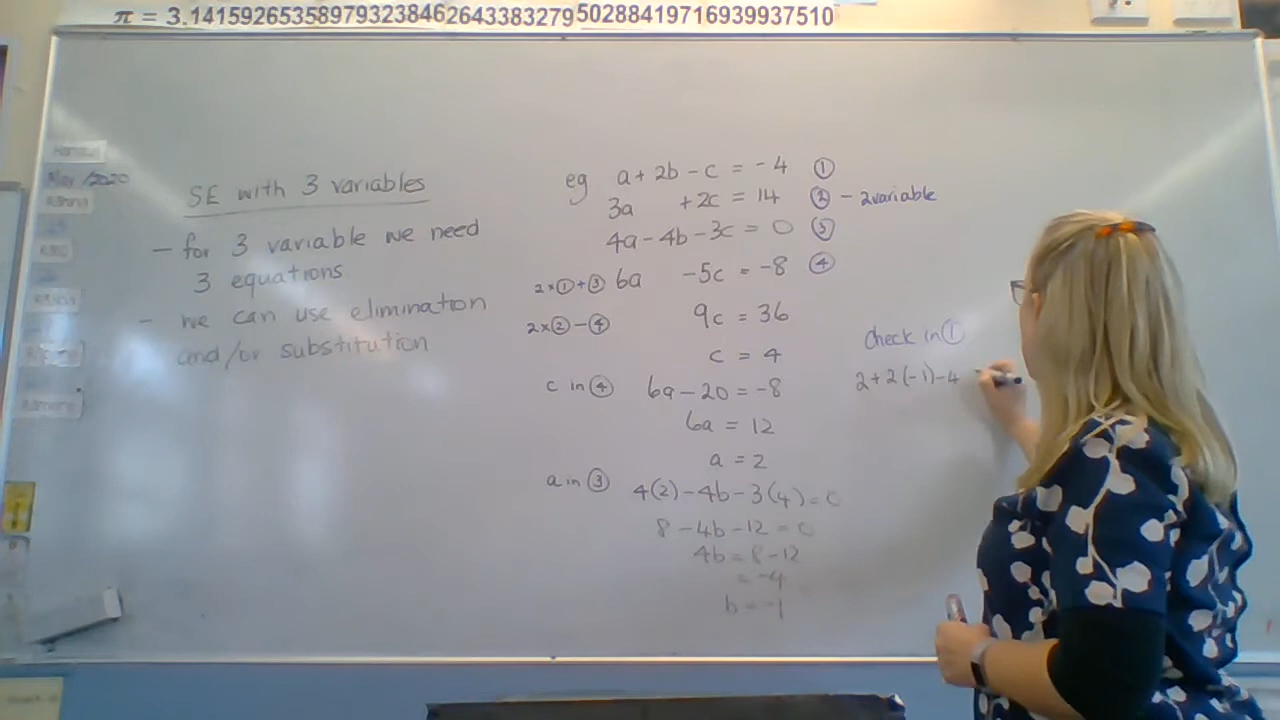 π = 3.14159265358979323846264338327950288419716939937510
May /2020
SE with 3 variables
- for 3 variable we need
3 equations
- we can use elimination
and/or substitution
eg a + 2b - c = -4 ①
3a + 2c = 14 ② - 2variable
4a - 4b - 3c = 0 ③
2×①+③ 6a -5c = -8 ④
2×②-④ 9c = 36
c = 4
c in ④ 6a - 20 = -8
6a = 12
a = 2
a in ③ 4(2) - 4b - 3(4) = 0
8 - 4b - 12 = 0
4b = 8 - 12
= -4
b = -1
check in ①
2 + 2(-1) - 4